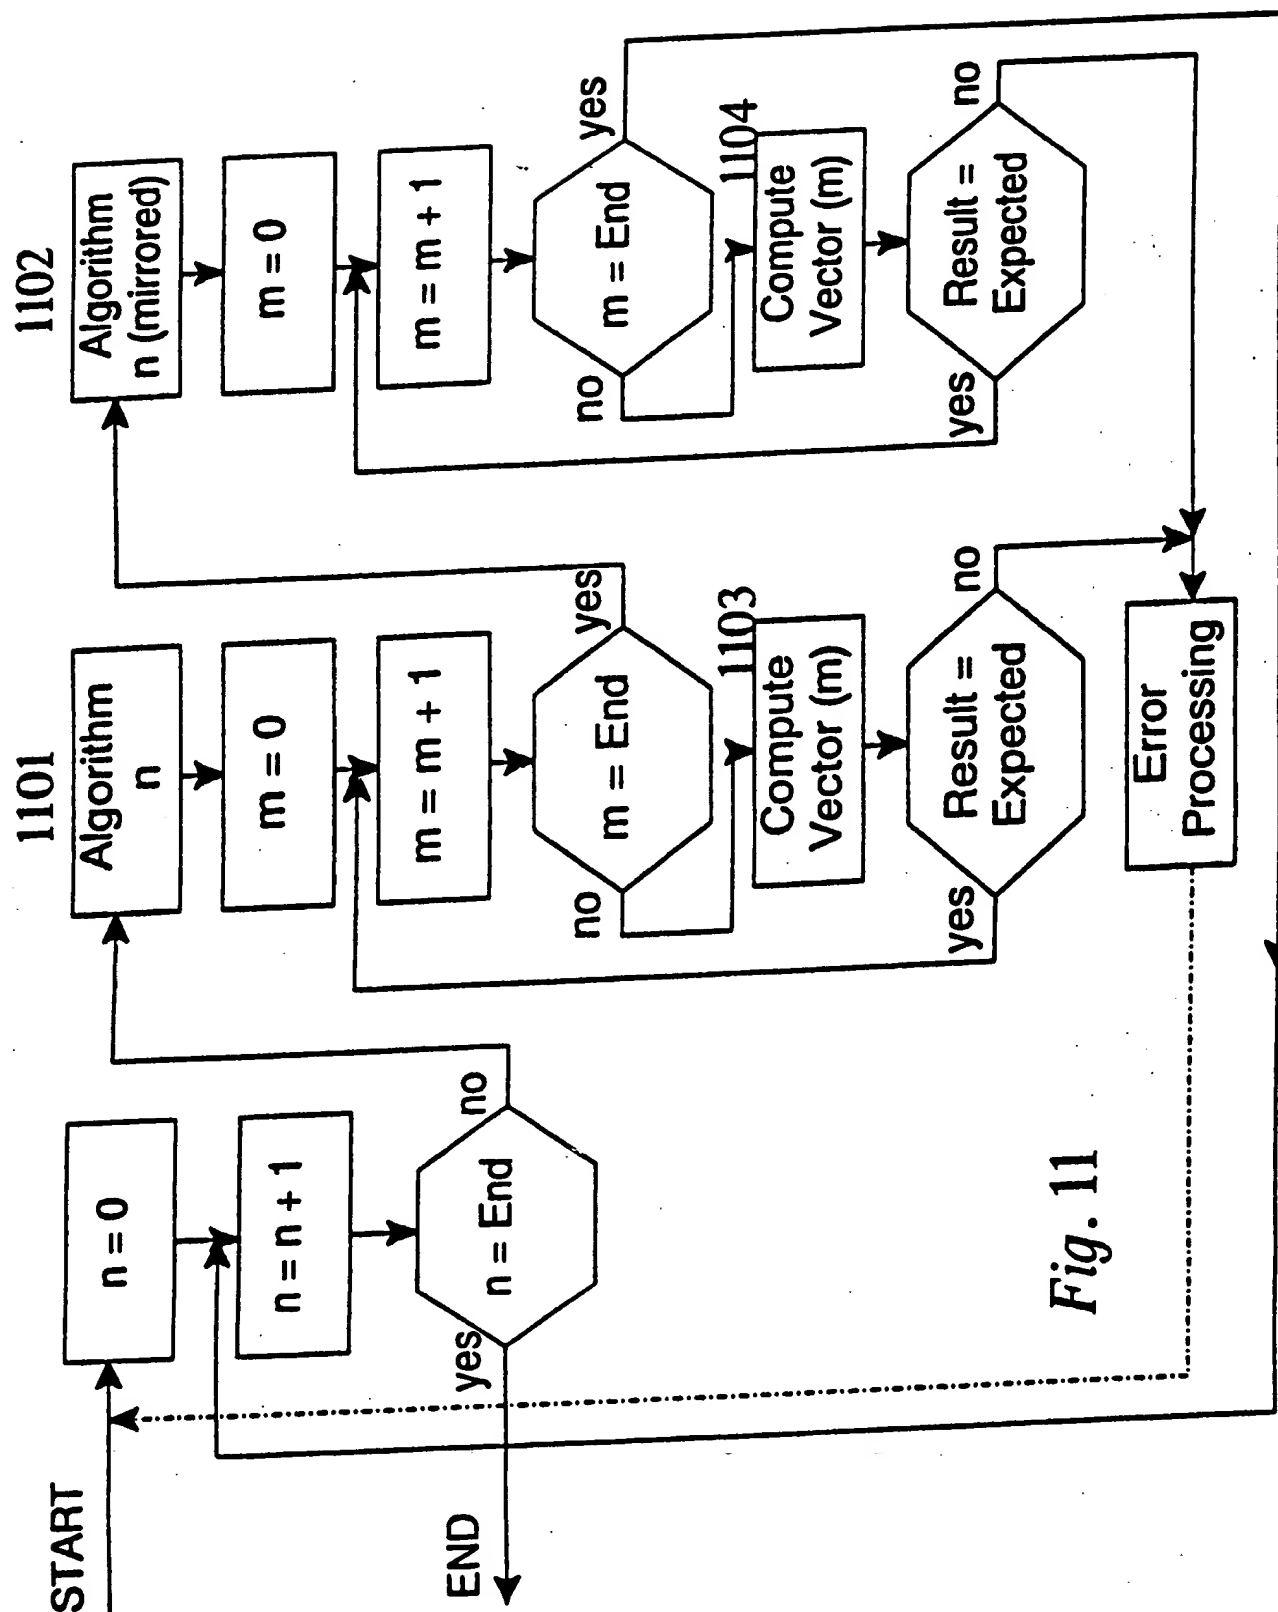 START
n = 0
n = n + 1
n = End
yes
no
END
1101
Algorithm
n
m = 0
m = m + 1
m = End
no
yes
1103
Compute
Vector (m)
Result =
Expected
yes
no
1102
Algorithm
n (mirrored)
m = 0
m = m + 1
m = End
no
yes
1104
Compute
Vector (m)
Result =
Expected
yes
no
Error
Processing
Fig. 11